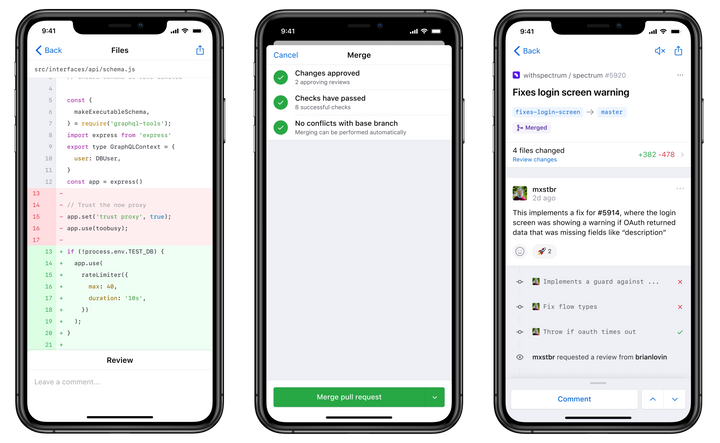 9:41
Back
Files
src/interfaces/api/schema.js
4
5 const {
6 makeExecutableSchema,
7 } = require('graphql-tools');
8 import express from 'express'
9 export type GraphQLContext = {
10 user: DBUser,
11 }
12 const app = express()
13 -
14 - // Trust the now proxy
15 - app.set('trust proxy', true);
16 - app.use(toobusy);
17 -
13 + if (!process.env.TEST_DB) {
14 + app.use(
15 + rateLimiter({
16 + max: 40,
17 + duration: '10s',
18 + })
19 + );
20 + }
21 +
Review
Leave a comment...
9:41
Cancel
Merge
Changes approved
2 approving reviews
Checks have passed
8 successful checks
No conflicts with base branch
Merging can be performed automatically
Merge pull request
9:41
Back
withspectrum / spectrum #5920
Fixes login screen warning
fixes-login-screen → master
Merged
4 files changed
Review changes
+382 -478
mxstbr
2d ago
This implements a fix for #5914, where the login
screen was showing a warning if OAuth returned
data that was missing fields like “description”
2
Implements a guard against ...
Fix flow types
Throw if oauth times out
mxstbr requested a review from brianlovin
Comment